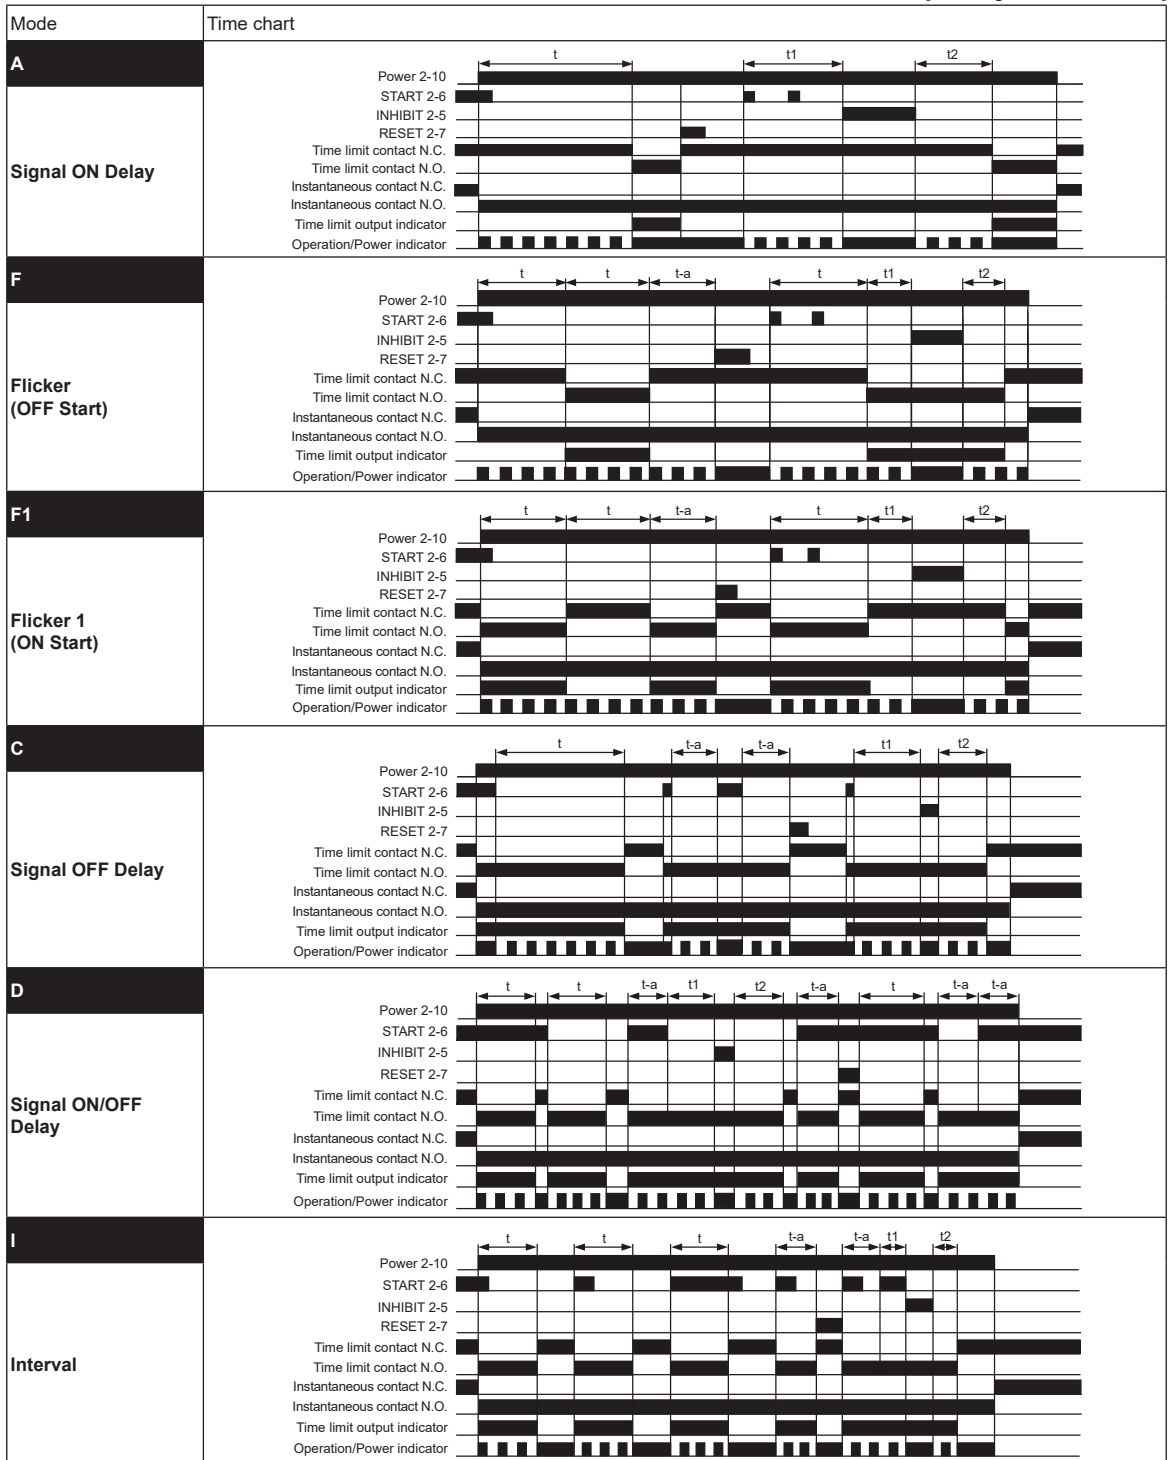 Mode Time chart
A
t t1 t2
Power 2-10
START 2-6
INHIBIT 2-5
RESET 2-7
Time limit contact N.C.
Time limit contact N.O.
Instantaneous contact N.C.
Instantaneous contact N.O.
Time limit output indicator
Operation/Power indicator
Signal ON Delay
F
t t t-a t t1 t2
Power 2-10
START 2-6
INHIBIT 2-5
RESET 2-7
Time limit contact N.C.
Time limit contact N.O.
Instantaneous contact N.C.
Instantaneous contact N.O.
Time limit output indicator
Operation/Power indicator
Flicker
(OFF Start)
F1
t t t-a t t1 t2
Power 2-10
START 2-6
INHIBIT 2-5
RESET 2-7
Time limit contact N.C.
Time limit contact N.O.
Instantaneous contact N.C.
Instantaneous contact N.O.
Time limit output indicator
Operation/Power indicator
Flicker 1
(ON Start)
C
t t-a t-a t1 t2
Power 2-10
START 2-6
INHIBIT 2-5
RESET 2-7
Time limit contact N.C.
Time limit contact N.O.
Instantaneous contact N.C.
Instantaneous contact N.O.
Time limit output indicator
Operation/Power indicator
Signal OFF Delay
D
t t t-a t1 t2 t-a t t-a t-a
Power 2-10
START 2-6
INHIBIT 2-5
RESET 2-7
Time limit contact N.C.
Time limit contact N.O.
Instantaneous contact N.C.
Instantaneous contact N.O.
Time limit output indicator
Operation/Power indicator
Signal ON/OFF
Delay
I
t t t t-a t-a t1 t2
Power 2-10
START 2-6
INHIBIT 2-5
RESET 2-7
Time limit contact N.C.
Time limit contact N.O.
Instantaneous contact N.C.
Instantaneous contact N.O.
Time limit output indicator
Operation/Power indicator
Interval